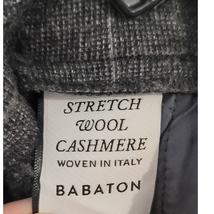 STRETCH
WOOL
CASHMERE
WOVEN IN ITALY
BABATON